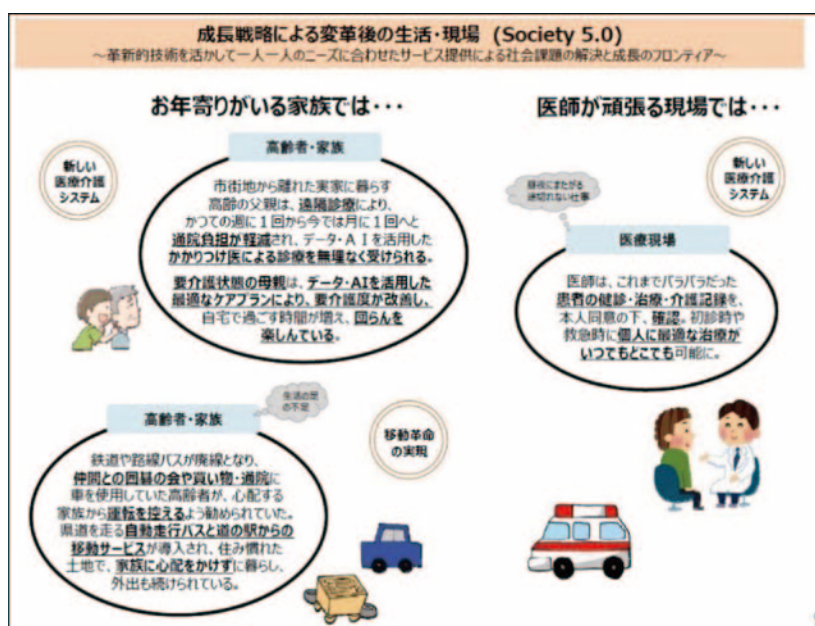 成長戦略による変革後の生活・現場 (Society 5.0)
～革新的技術を活かして一人一人のニーズに合わせたサービス提供による社会課題の解決と成長のフロンティア～
お年寄りがいる家族では・・・
新しい
医療介護
システム
高齢者・家族
市街地から離れた実家に暮らす
高齢の父親は、遠隔診療により、
かつての週に１回から今では月に１回へと
通院負担が軽減され、データ・ＡＩを活用した
かかりつけ医による診療を無理なく受けられる。
要介護状態の母親は、データ・AIを活用した
最適なケアプランにより、要介護度が改善し、
自宅で過ごす時間が増え、団らんを
楽しんでいる。
生活の足
の不足
高齢者・家族
移動革命
の実現
鉄道や路線バスが廃線となり、
仲間との囲碁の会や買い物・通院に
車を使用していた高齢者が、心配する
家族から運転を控えるよう勧められていた。
県道を走る自動走行バスと道の駅からの
移動サービスが導入され、住み慣れた
土地で、家族に心配をかけずに暮らし、
外出も続けられている。
医師が頑張る現場では・・・
新しい
医療介護
システム
昼夜にまたがる
途切れない仕事
医療現場
医師は、これまでバラバラだった
患者の健診・治療・介護記録を、
本人同意の下、確認。初診時や
救急時に個人に最適な治療が
いつでもどこでも可能に。